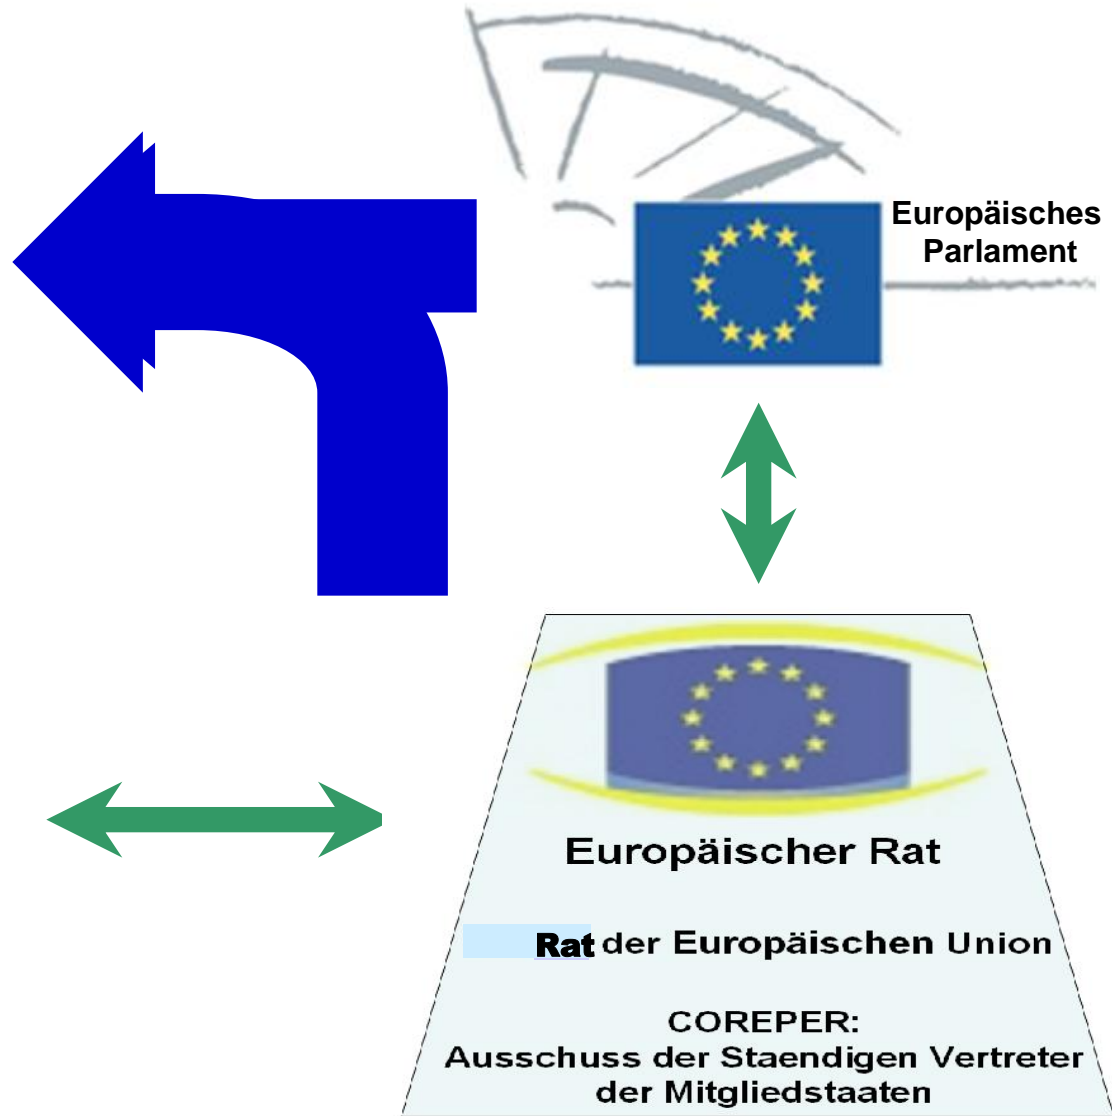 Europäisches
Parlament
Europäischer Rat
Rat der Europäischen Union
COREPER:
Ausschuss der Staendigen Vertreter
der Mitgliedstaaten